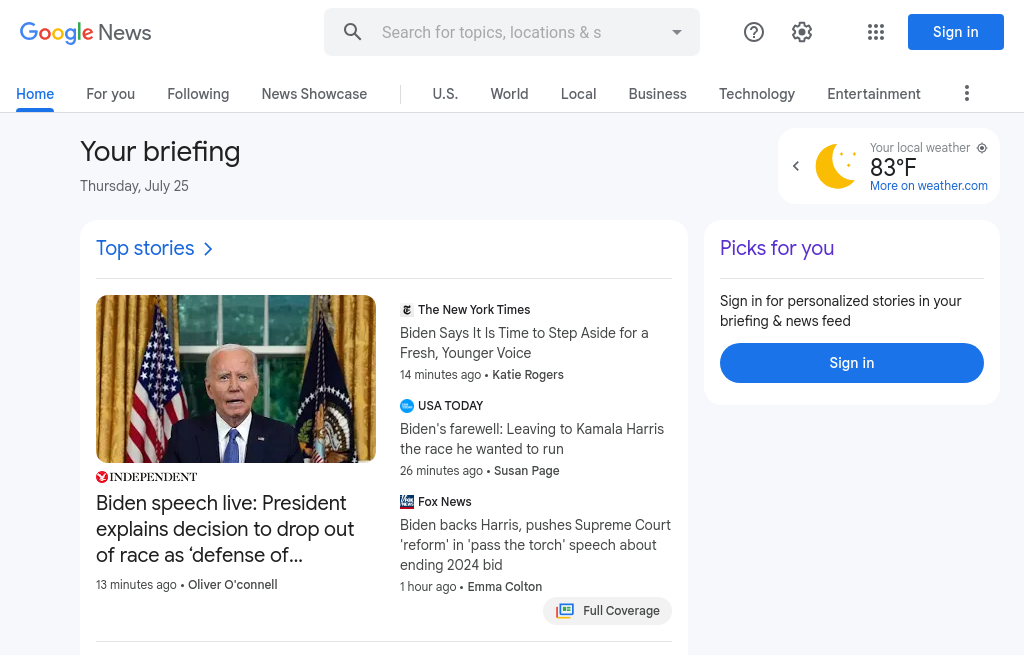 Google News
Search for topics, locations & s
Sign in
Home
For you
Following
News Showcase
U.S.
World
Local
Business
Technology
Entertainment
Your briefing
Thursday, July 25
Your local weather
83°F
More on weather.com
Top stories
INDEPENDENT
Biden speech live: President
explains decision to drop out
of race as ‘defense of...
13 minutes ago • Oliver O'connell
The New York Times
Biden Says It Is Time to Step Aside for a
Fresh, Younger Voice
14 minutes ago • Katie Rogers
USA TODAY
Biden's farewell: Leaving to Kamala Harris
the race he wanted to run
26 minutes ago • Susan Page
Fox News
Biden backs Harris, pushes Supreme Court
'reform' in 'pass the torch' speech about
ending 2024 bid
1 hour ago • Emma Colton
Full Coverage
Picks for you
Sign in for personalized stories in your
briefing & news feed
Sign in